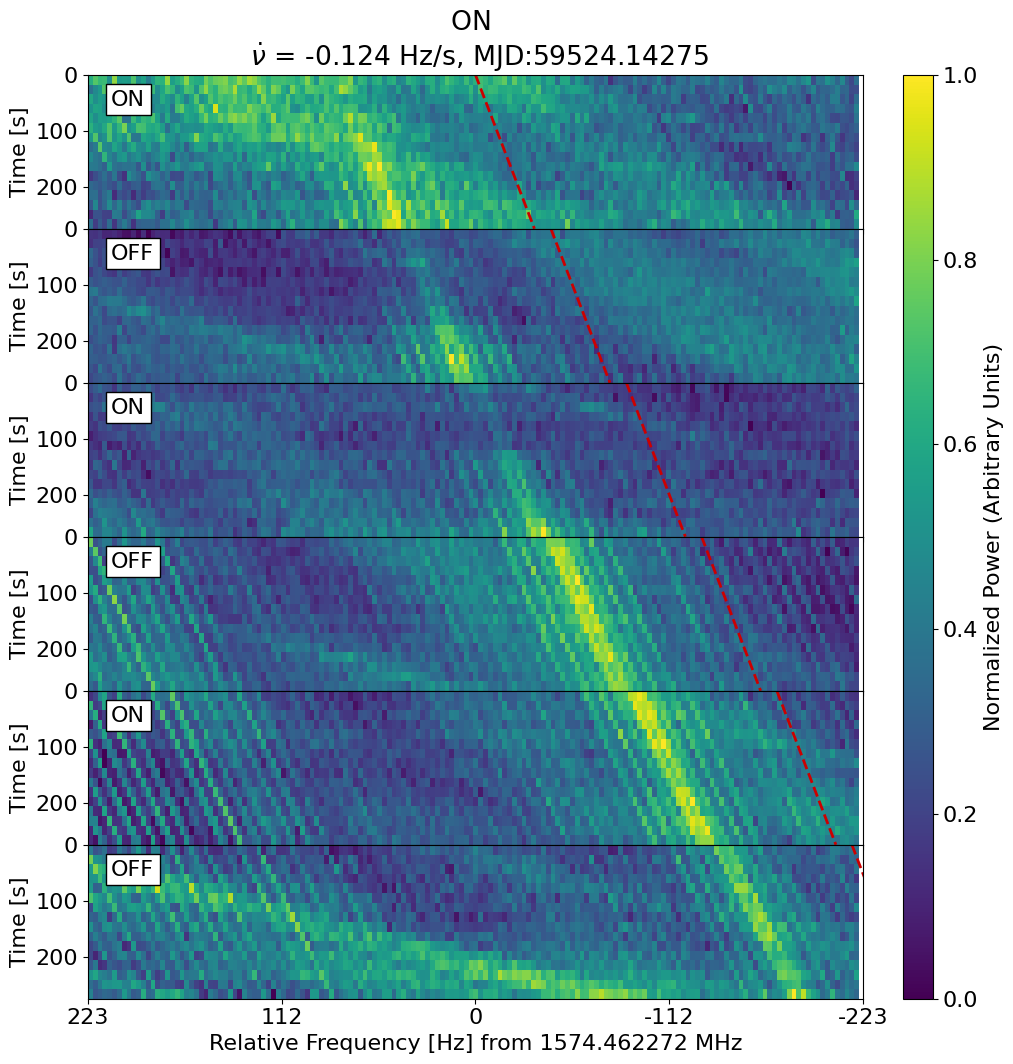 ON
ν̇ = -0.124 Hz/s, MJD:59524.14275
0
ON
Time [s]
100
200
0
OFF
Time [s]
100
200
0
ON
Time [s]
100
200
0
OFF
Time [s]
100
200
0
ON
Time [s]
100
200
0
OFF
Time [s]
100
200
223 112 0 -112 -223
Relative Frequency [Hz] from 1574.462272 MHz
1.0
0.8
0.6
0.4
0.2
0.0
Normalized Power (Arbitrary Units)